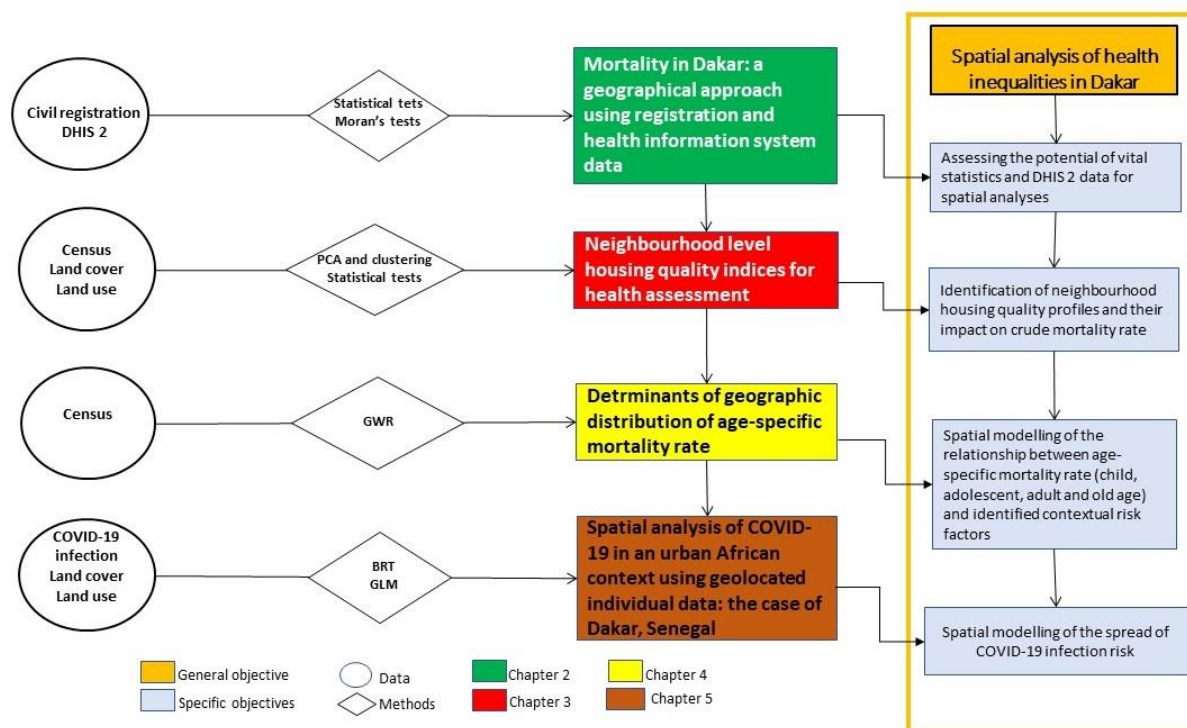 Civil registration
DHIS 2
Statistical tets
Moran's tests
Mortality in Dakar: a
geographical approach
using registration and
health information system
data
Spatial analysis of health
inequalities in Dakar
Assessing the potential of vital
statistics and DHIS 2 data for
spatial analyses
Census
Land cover
Land use
PCA and clustering
Statistical tests
Neighbourhood level
housing quality indices for
health assessment
Identification of neighbourhood
housing quality profiles and their
impact on crude mortality rate
Census
GWR
Detrminants of geographic
distribution of age-specific
mortality rate
Spatial modelling of the
relationship between age-
specific mortality rate (child,
adolescent, adult and old age)
and identified contextual risk
factors
COVID-19
infection
Land cover
Land use
BRT
GLM
Spatial analysis of COVID-
19 in an urban African
context using geolocated
individual data: the case of
Dakar, Senegal
Spatial modelling of the spread of
COVID-19 infection risk
General objective
Data
Chapter 2
Chapter 4
Specific objectives
Methods
Chapter 3
Chapter 5